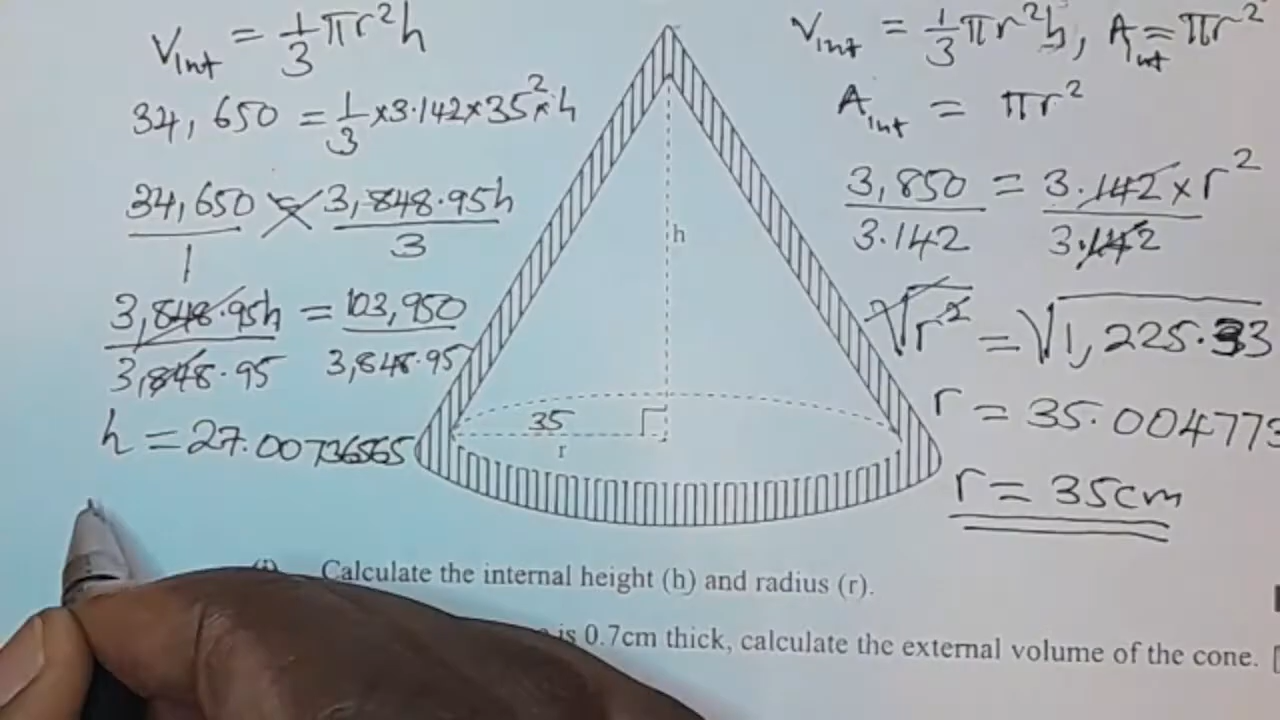 V_int = 1/3 πr²h
34,650 = 1/3 × 3.142 × 35² × h
34,650/1 = 3,848.95h/3
3,848.95h/3,848.95 = 103,950/3,848.95
h = 27.00736565
V_int = 1/3 πr²h, A_int = πr²
A_int = πr²
3,850/3.142 = 3.142 × r²/3.142
√r² = √1,225.33
r = 35.004773
r = 35cm
h
35
r
(i) Calculate the internal height (h) and radius (r).
is 0.7cm thick, calculate the external volume of the cone.